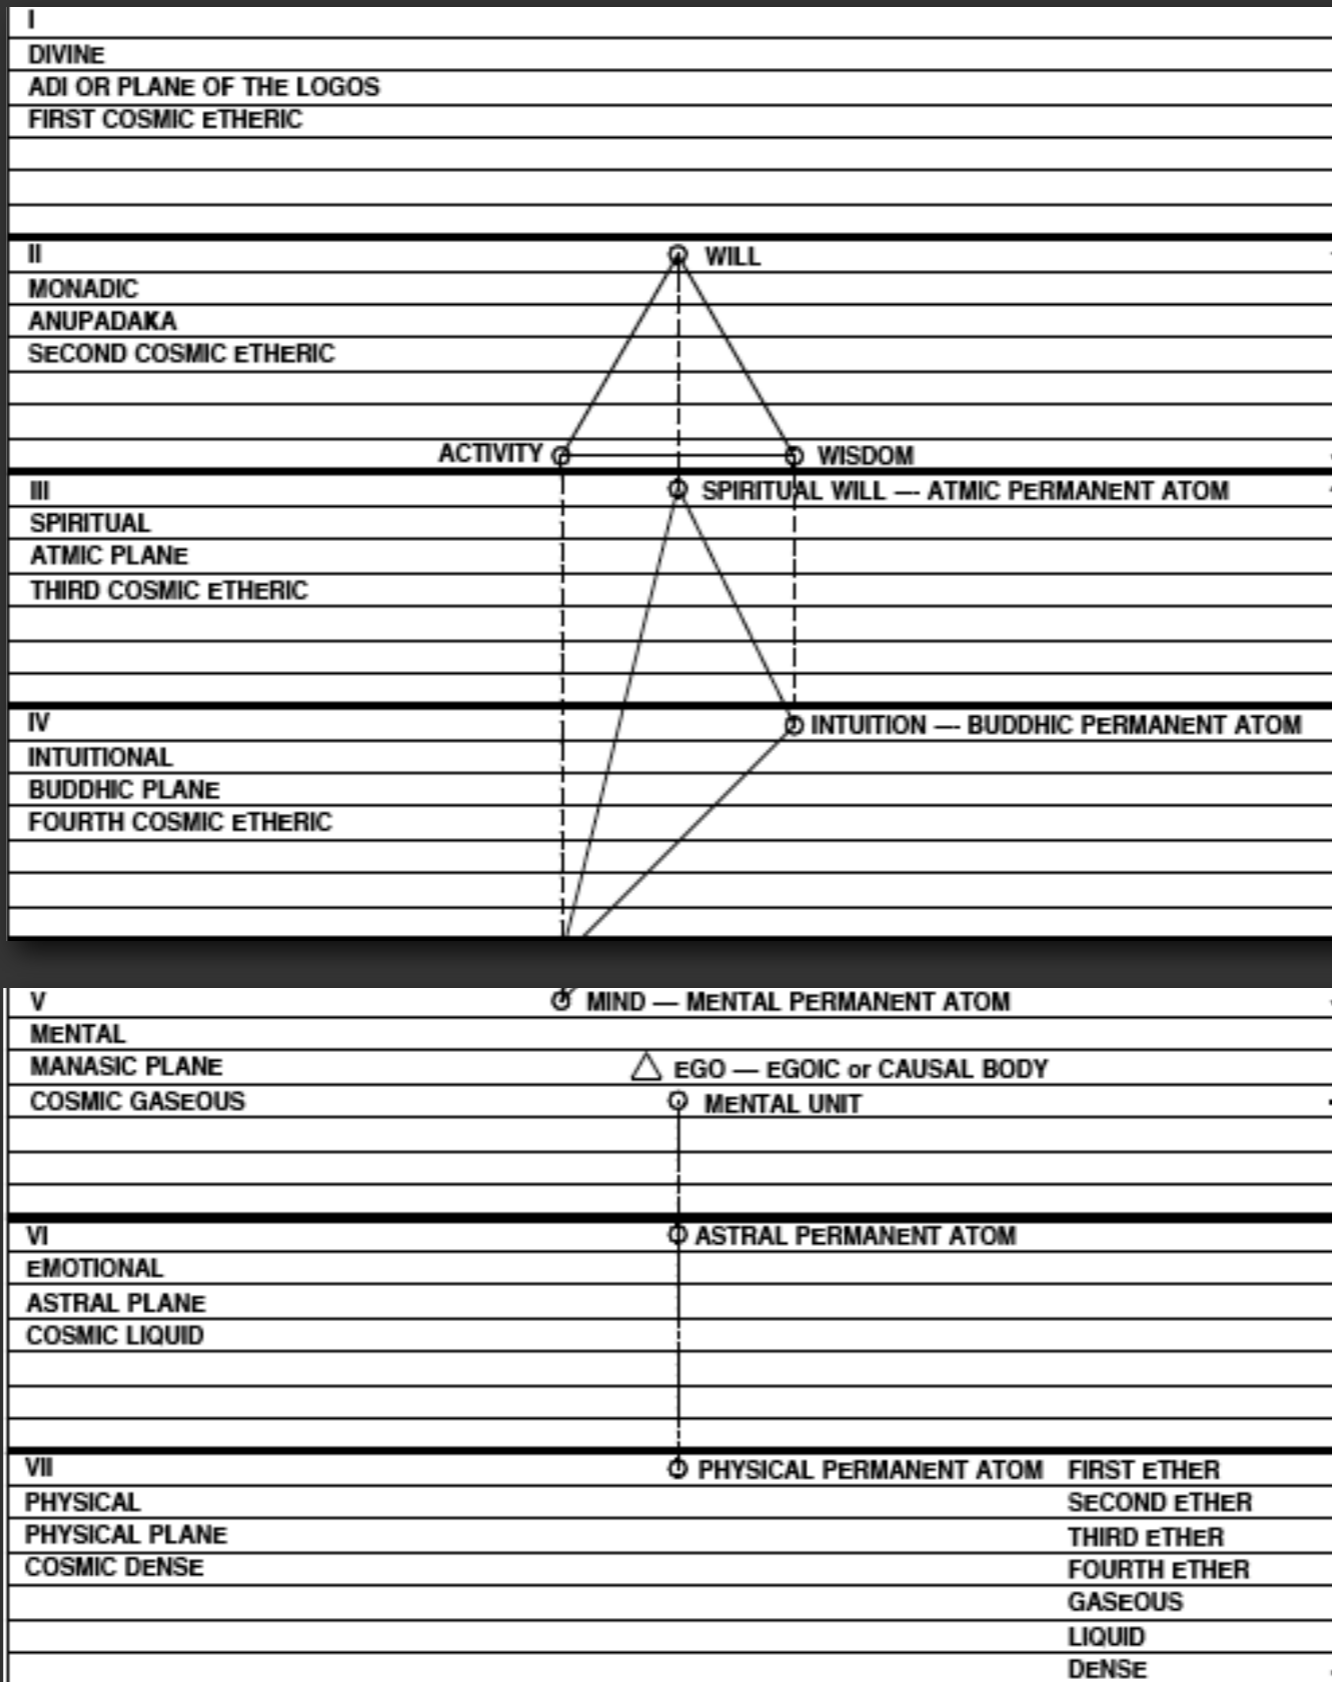 I
DIVINE
ADI OR PLANE OF THE LOGOS
FIRST COSMIC ETHERIC
II
WILL
MONADIC
ANUPADAKA
SECOND COSMIC ETHERIC
ACTIVITY
WISDOM
III
SPIRITUAL WILL — ATMIC PERMANENT ATOM
SPIRITUAL
ATMIC PLANE
THIRD COSMIC ETHERIC
IV
INTUITION — BUDDHIC PERMANENT ATOM
INTUITIONAL
BUDDHIC PLANE
FOURTH COSMIC ETHERIC
V
MIND — MENTAL PERMANENT ATOM
MENTAL
MANASIC PLANE
EGO — EGOIC or CAUSAL BODY
COSMIC GASEOUS
MENTAL UNIT
VI
ASTRAL PERMANENT ATOM
EMOTIONAL
ASTRAL PLANE
COSMIC LIQUID
VII
PHYSICAL PERMANENT ATOM
FIRST ETHER
PHYSICAL
SECOND ETHER
PHYSICAL PLANE
THIRD ETHER
COSMIC DENSE
FOURTH ETHER
GASEOUS
LIQUID
DENSE